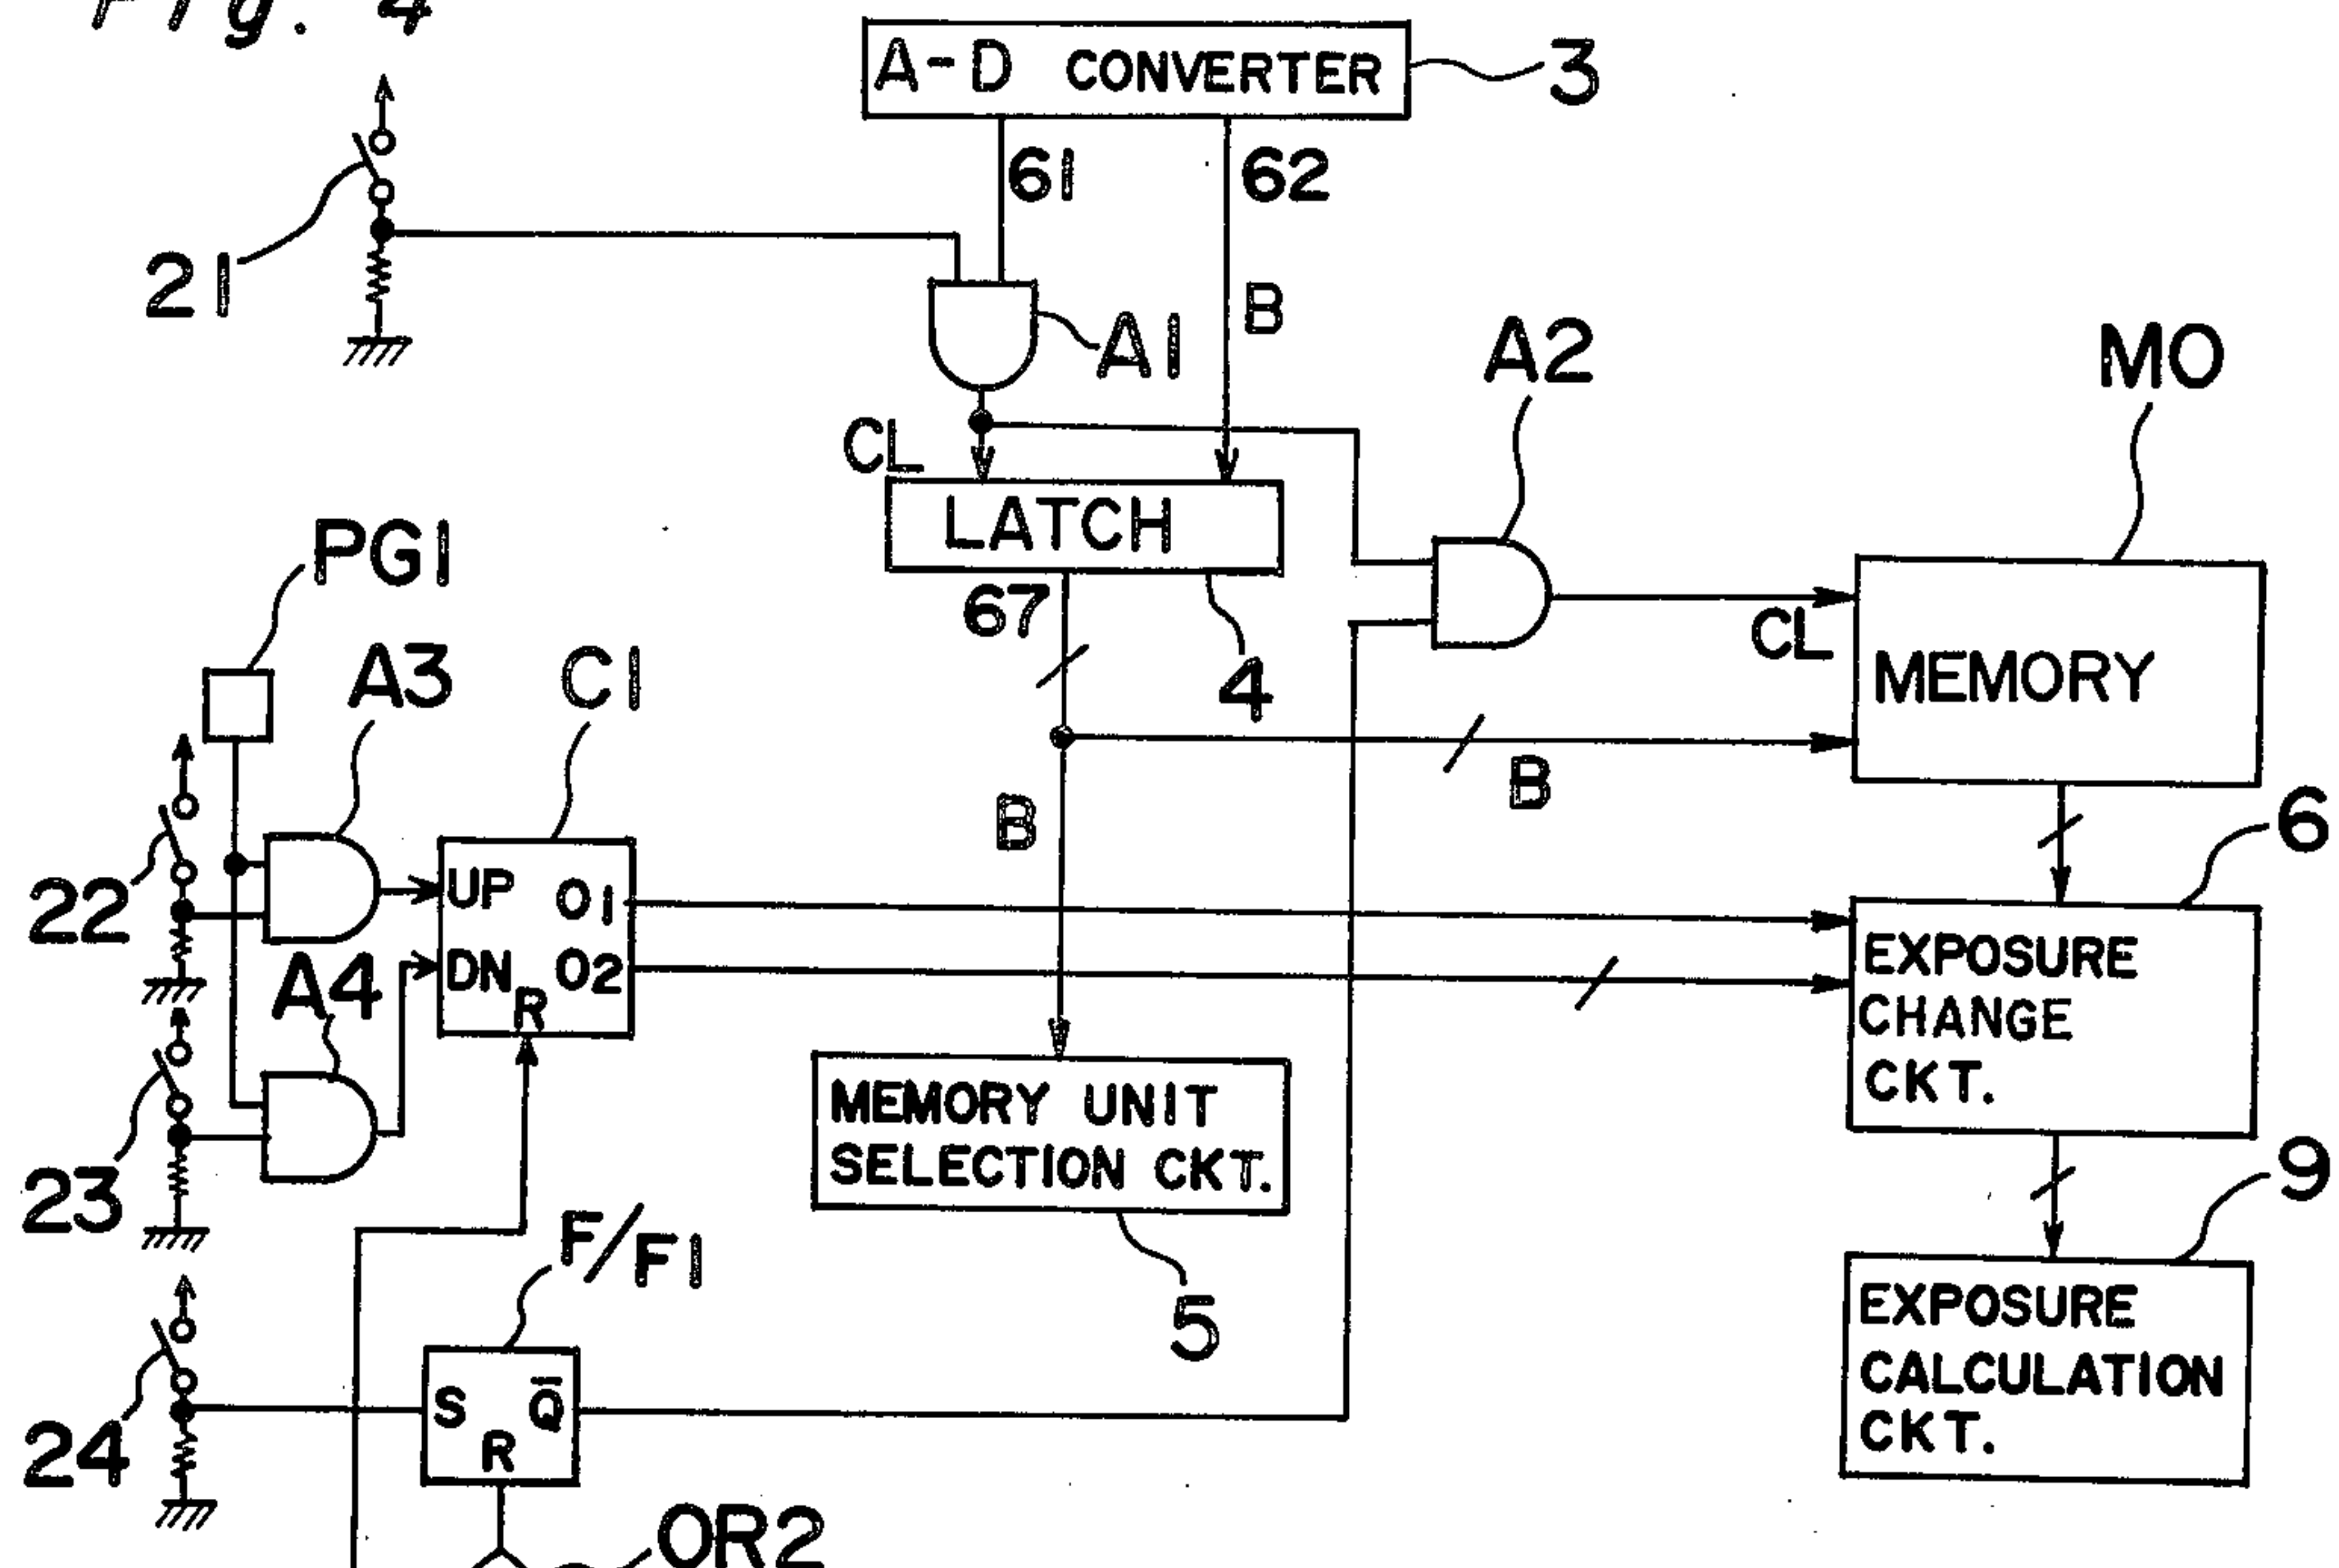 Fig. 4
A-D CONVERTER
3
61
62
21
A1
B
A2
MO
CL
LATCH
PG1
67
4
CL
MEMORY
A3
C1
B
B
6
22
UP
O1
DN
O2
R
A4
EXPOSURE
CHANGE
CKT.
MEMORY UNIT
SELECTION CKT.
23
F/F1
5
9
EXPOSURE
CALCULATION
CKT.
24
S
Q̅
R
OR2